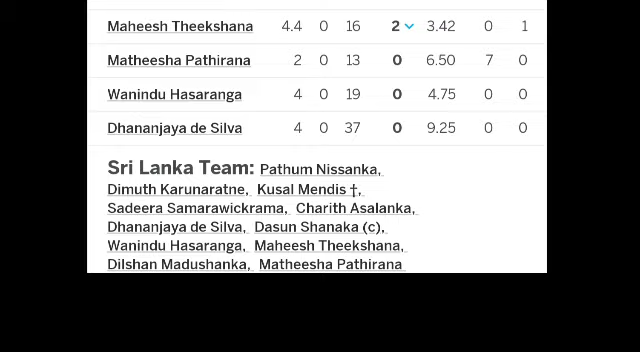 Maheesh Theekshana 4.4 0 16 2 3.42 0 1
Matheesha Pathirana 2 0 13 0 6.50 7 0
Wanindu Hasaranga 4 0 19 0 4.75 0 0
Dhananjaya de Silva 4 0 37 0 9.25 0 0
Sri Lanka Team: Pathum Nissanka,
Dimuth Karunaratne, Kusal Mendis †,
Sadeera Samarawickrama, Charith Asalanka,
Dhananjaya de Silva, Dasun Shanaka (c),
Wanindu Hasaranga, Maheesh Theekshana,
Dilshan Madushanka, Matheesha Pathirana